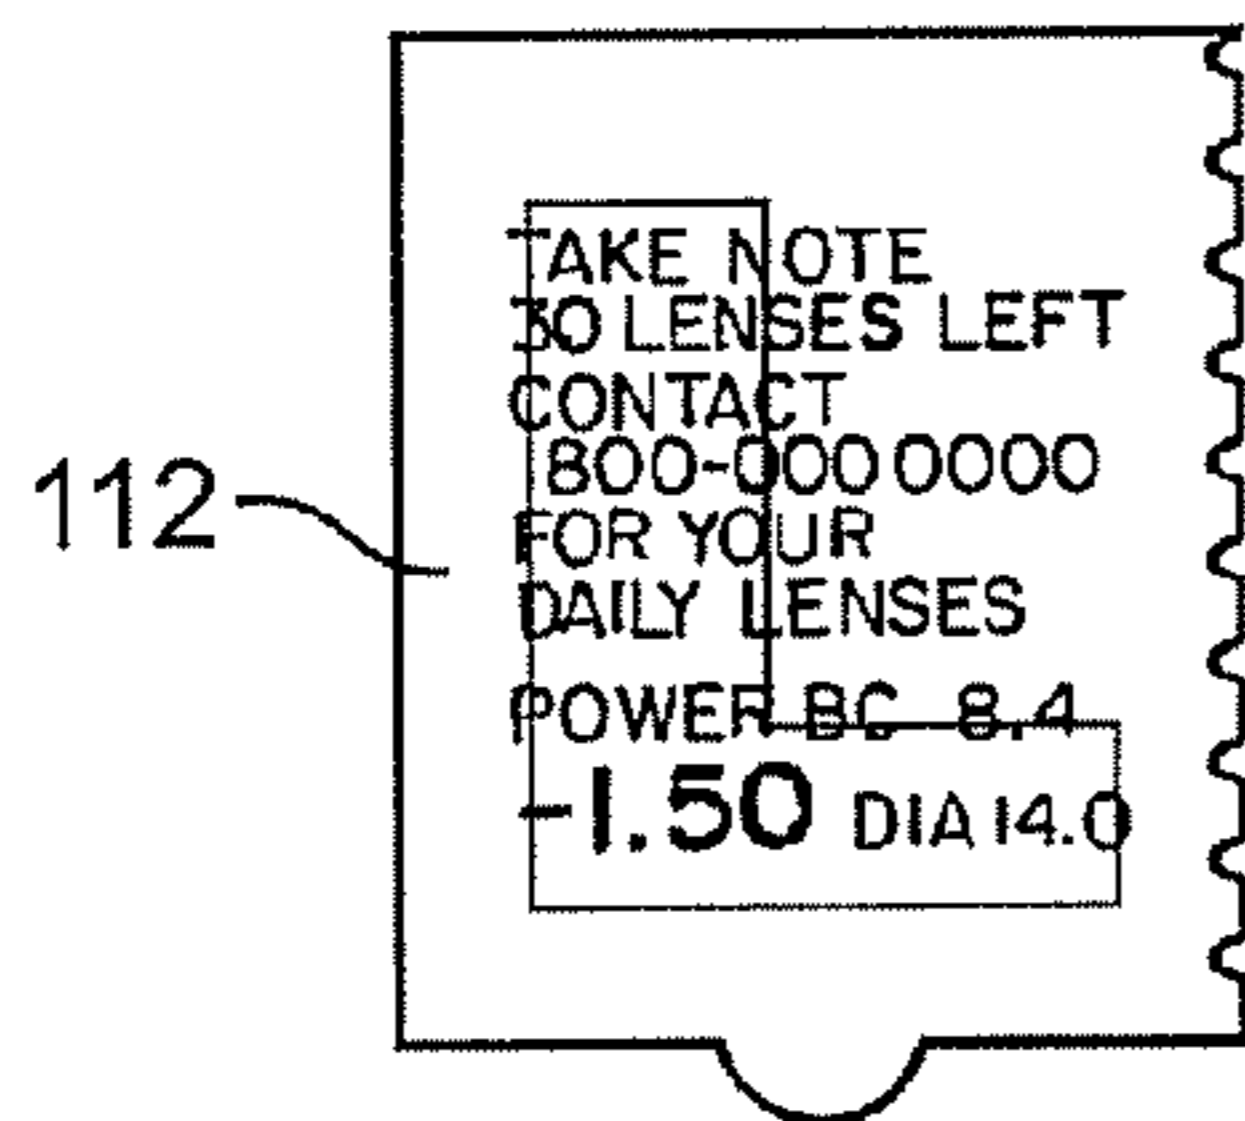 TAKE NOTE
30 LENSES LEFT
CONTACT
800-000 0000
FOR YOUR
DAILY LENSES
POWER BC 8.4
-1.50 DIA 14.0
112